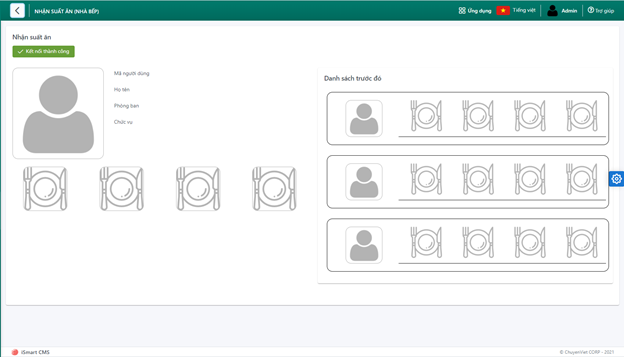 NHẬN SUẤT ĂN (NHÀ BẾP)
Ứng dụng
Tiếng việt
Admin
Trợ giúp
Nhận suất ăn
Kết nối thành công
Mã người dùng
Họ tên
Phòng ban
Chức vụ
Danh sách trước đó
iSmart CMS
© ChuyenViet CORP - 2021